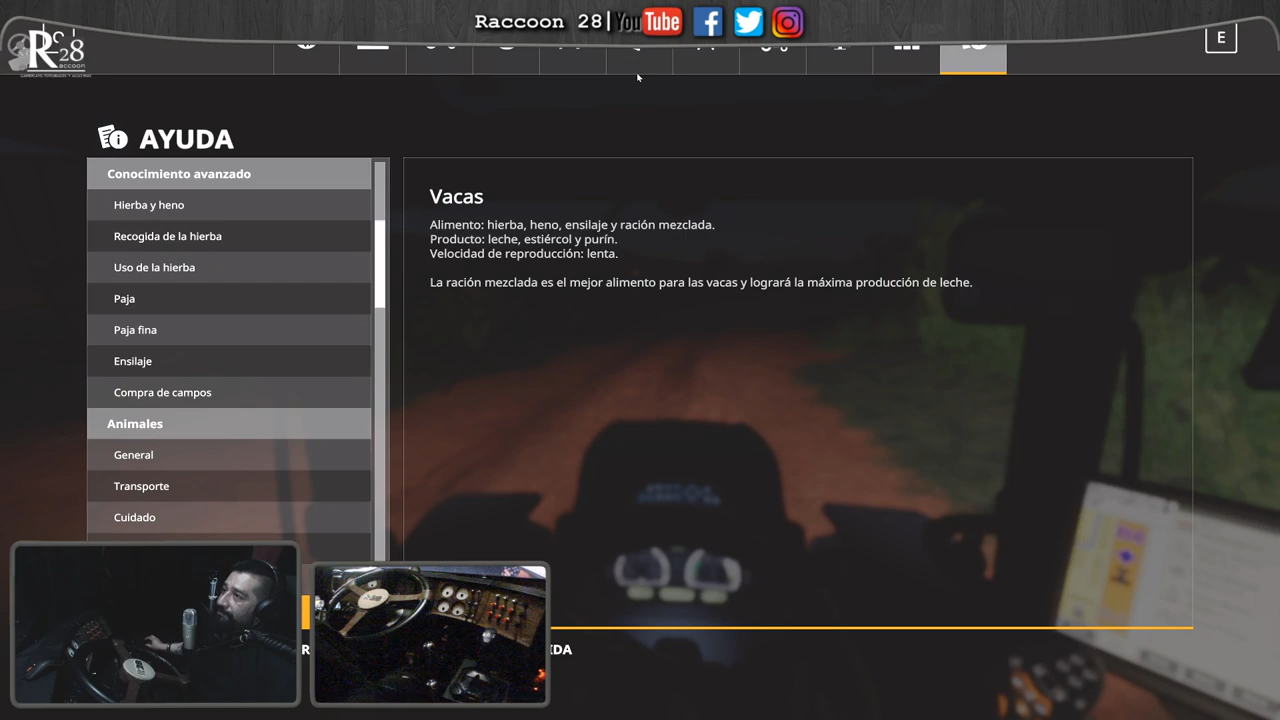 Raccoon 28|YouTube
R
28
E
AYUDA
Conocimiento avanzado
Hierba y heno
Recogida de la hierba
Uso de la hierba
Paja
Paja fina
Ensilaje
Compra de campos
Animales
General
Transporte
Cuidado
Vacas
Alimento: hierba, heno, ensilaje y ración mezclada.
Producto: leche, estiércol y purín.
Velocidad de reproducción: lenta.
La ración mezclada es el mejor alimento para las vacas y logrará la máxima producción de leche.